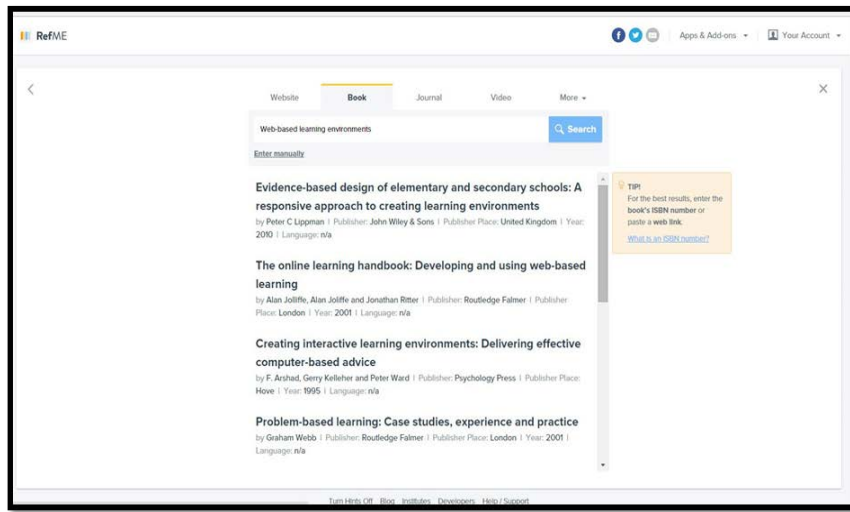 RefME
Apps & Add-ons
Your Account
Website
Book
Journal
Video
More
Web-based learning environments
Search
Enter manually
Evidence-based design of elementary and secondary schools: A
responsive approach to creating learning environments
by Peter C Lippman | Publisher: John Wiley & Sons | Publisher Place: United Kingdom | Year:
2010 | Language: n/a
The online learning handbook: Developing and using web-based
learning
by Alan Jolliffe, Alan Joliffe and Jonathan Ritter | Publisher: Routledge Falmer | Publisher
Place: London | Year: 2001 | Language: n/a
Creating interactive learning environments: Delivering effective
computer-based advice
by F. Arshad, Gerry Kelleher and Peter Ward | Publisher: Psychology Press | Publisher Place:
Hove | Year: 1995 | Language: n/a
Problem-based learning: Case studies, experience and practice
by Graham Webb | Publisher: Routledge Falmer | Publisher Place: London | Year: 2001 |
Language: n/a
TIP!
For the best results, enter the
book's ISBN number or
paste a web link.
What is an ISBN number?
Turn Hints Off Blog Institutes Developers Help / Support